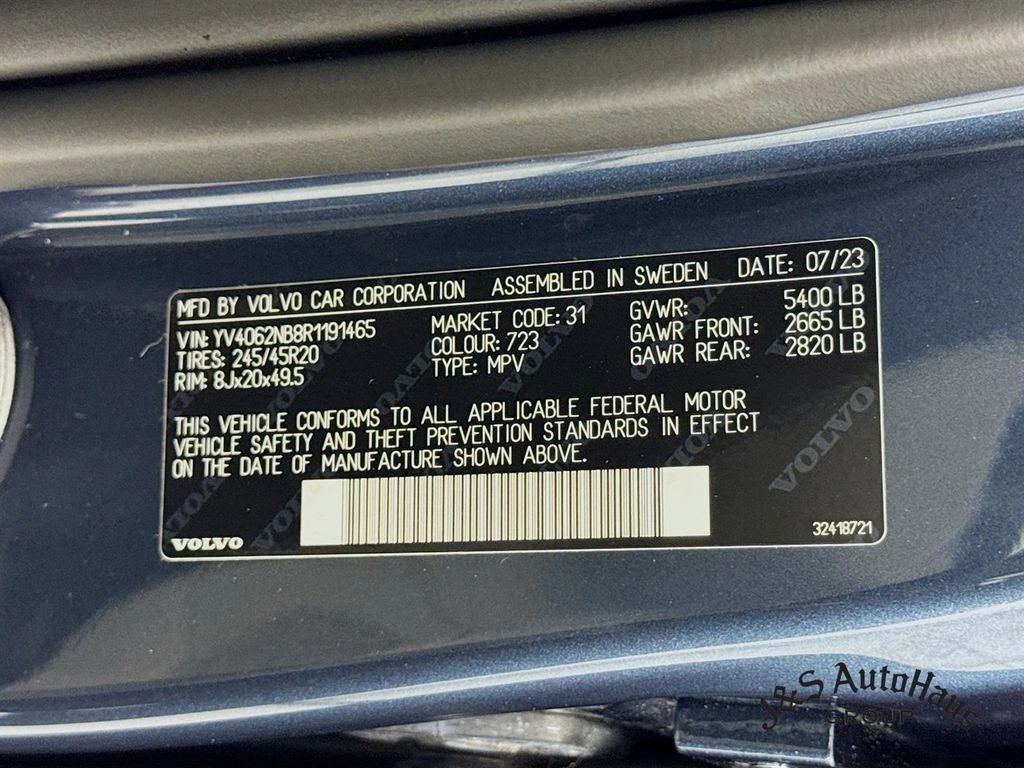 MFD BY VOLVO CAR CORPORATION ASSEMBLED IN SWEDEN DATE: 07/23
VIN: YV4062NB8R1191465 MARKET CODE: 31 GVWR: 5400 LB
TIRES: 245/45R20 COLOUR: 723 GAWR FRONT: 2665 LB
RIM: 8Jx20x49.5 TYPE: MPV GAWR REAR: 2820 LB
THIS VEHICLE CONFORMS TO ALL APPLICABLE FEDERAL MOTOR
VEHICLE SAFETY AND THEFT PREVENTION STANDARDS IN EFFECT
ON THE DATE OF MANUFACTURE SHOWN ABOVE.
VOLVO
VOLVO 32418721
J&S AutoHaus
GROUP